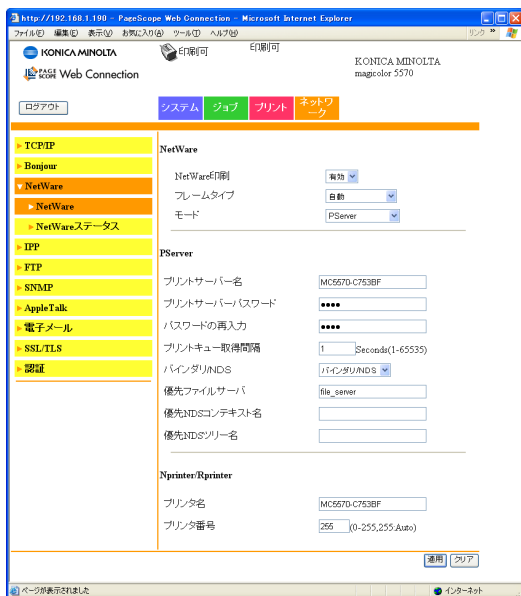 http://192.168.1.190 - PageScope Web Connection - Microsoft Internet Explorer
ファイル(F) 編集(E) 表示(V) お気に入り(A) ツール(T) ヘルプ(H) リンク »
KONICA MINOLTA
印刷可
印刷可
KONICA MINOLTA
magicolor 5570
PAGE SCOPE Web Connection
ログアウト
システム
ジョブ
プリント
ネットワーク
TCP/IP
Bonjour
NetWare
NetWare
NetWareステータス
IPP
FTP
SNMP
AppleTalk
電子メール
SSL/TLS
認証
NetWare
NetWare印刷 有効
フレームタイプ 自動
モード PServer
PServer
プリントサーバー名 MC5570-C753BF
プリントサーバーパスワード ●●●●
パスワードの再入力 ●●●●
プリントキュー取得間隔 1 Seconds(1-65535)
バインダリ/NDS バインダリ/NDS
優先ファイルサーバ file_server
優先NDSコンテキスト名
優先NDSツリー名
Nprinter/Rprinter
プリンタ名 MC5570-C753BF
プリンタ番号 255 (0-255,255:Auto)
適用 クリア
ページが表示されました インターネット